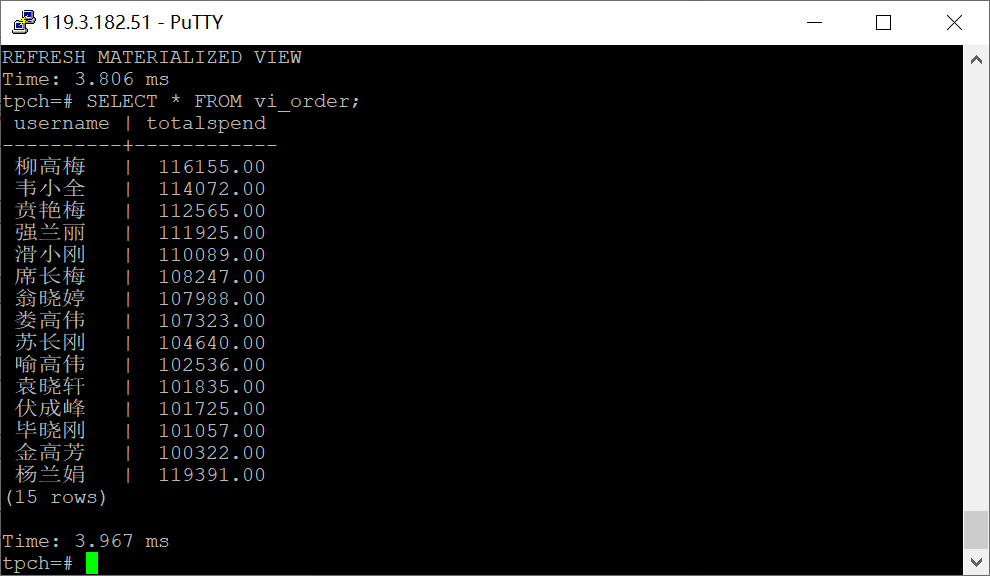 119.3.182.51 - PuTTY
REFRESH MATERIALIZED VIEW
Time: 3.806 ms
tpch=# SELECT * FROM vi_order;
 username | totalspend
----------+------------
 柳高梅   |  116155.00
 韦小全   |  114072.00
 贲艳梅   |  112565.00
 强兰丽   |  111925.00
 滑小刚   |  110089.00
 席长梅   |  108247.00
 翁晓婷   |  107988.00
 娄高伟   |  107323.00
 苏长刚   |  104640.00
 喻高伟   |  102536.00
 袁晓轩   |  101835.00
 伏成峰   |  101725.00
 毕晓刚   |  101057.00
 金高芳   |  100322.00
 杨兰娟   |  119391.00
(15 rows)
Time: 3.967 ms
tpch=#